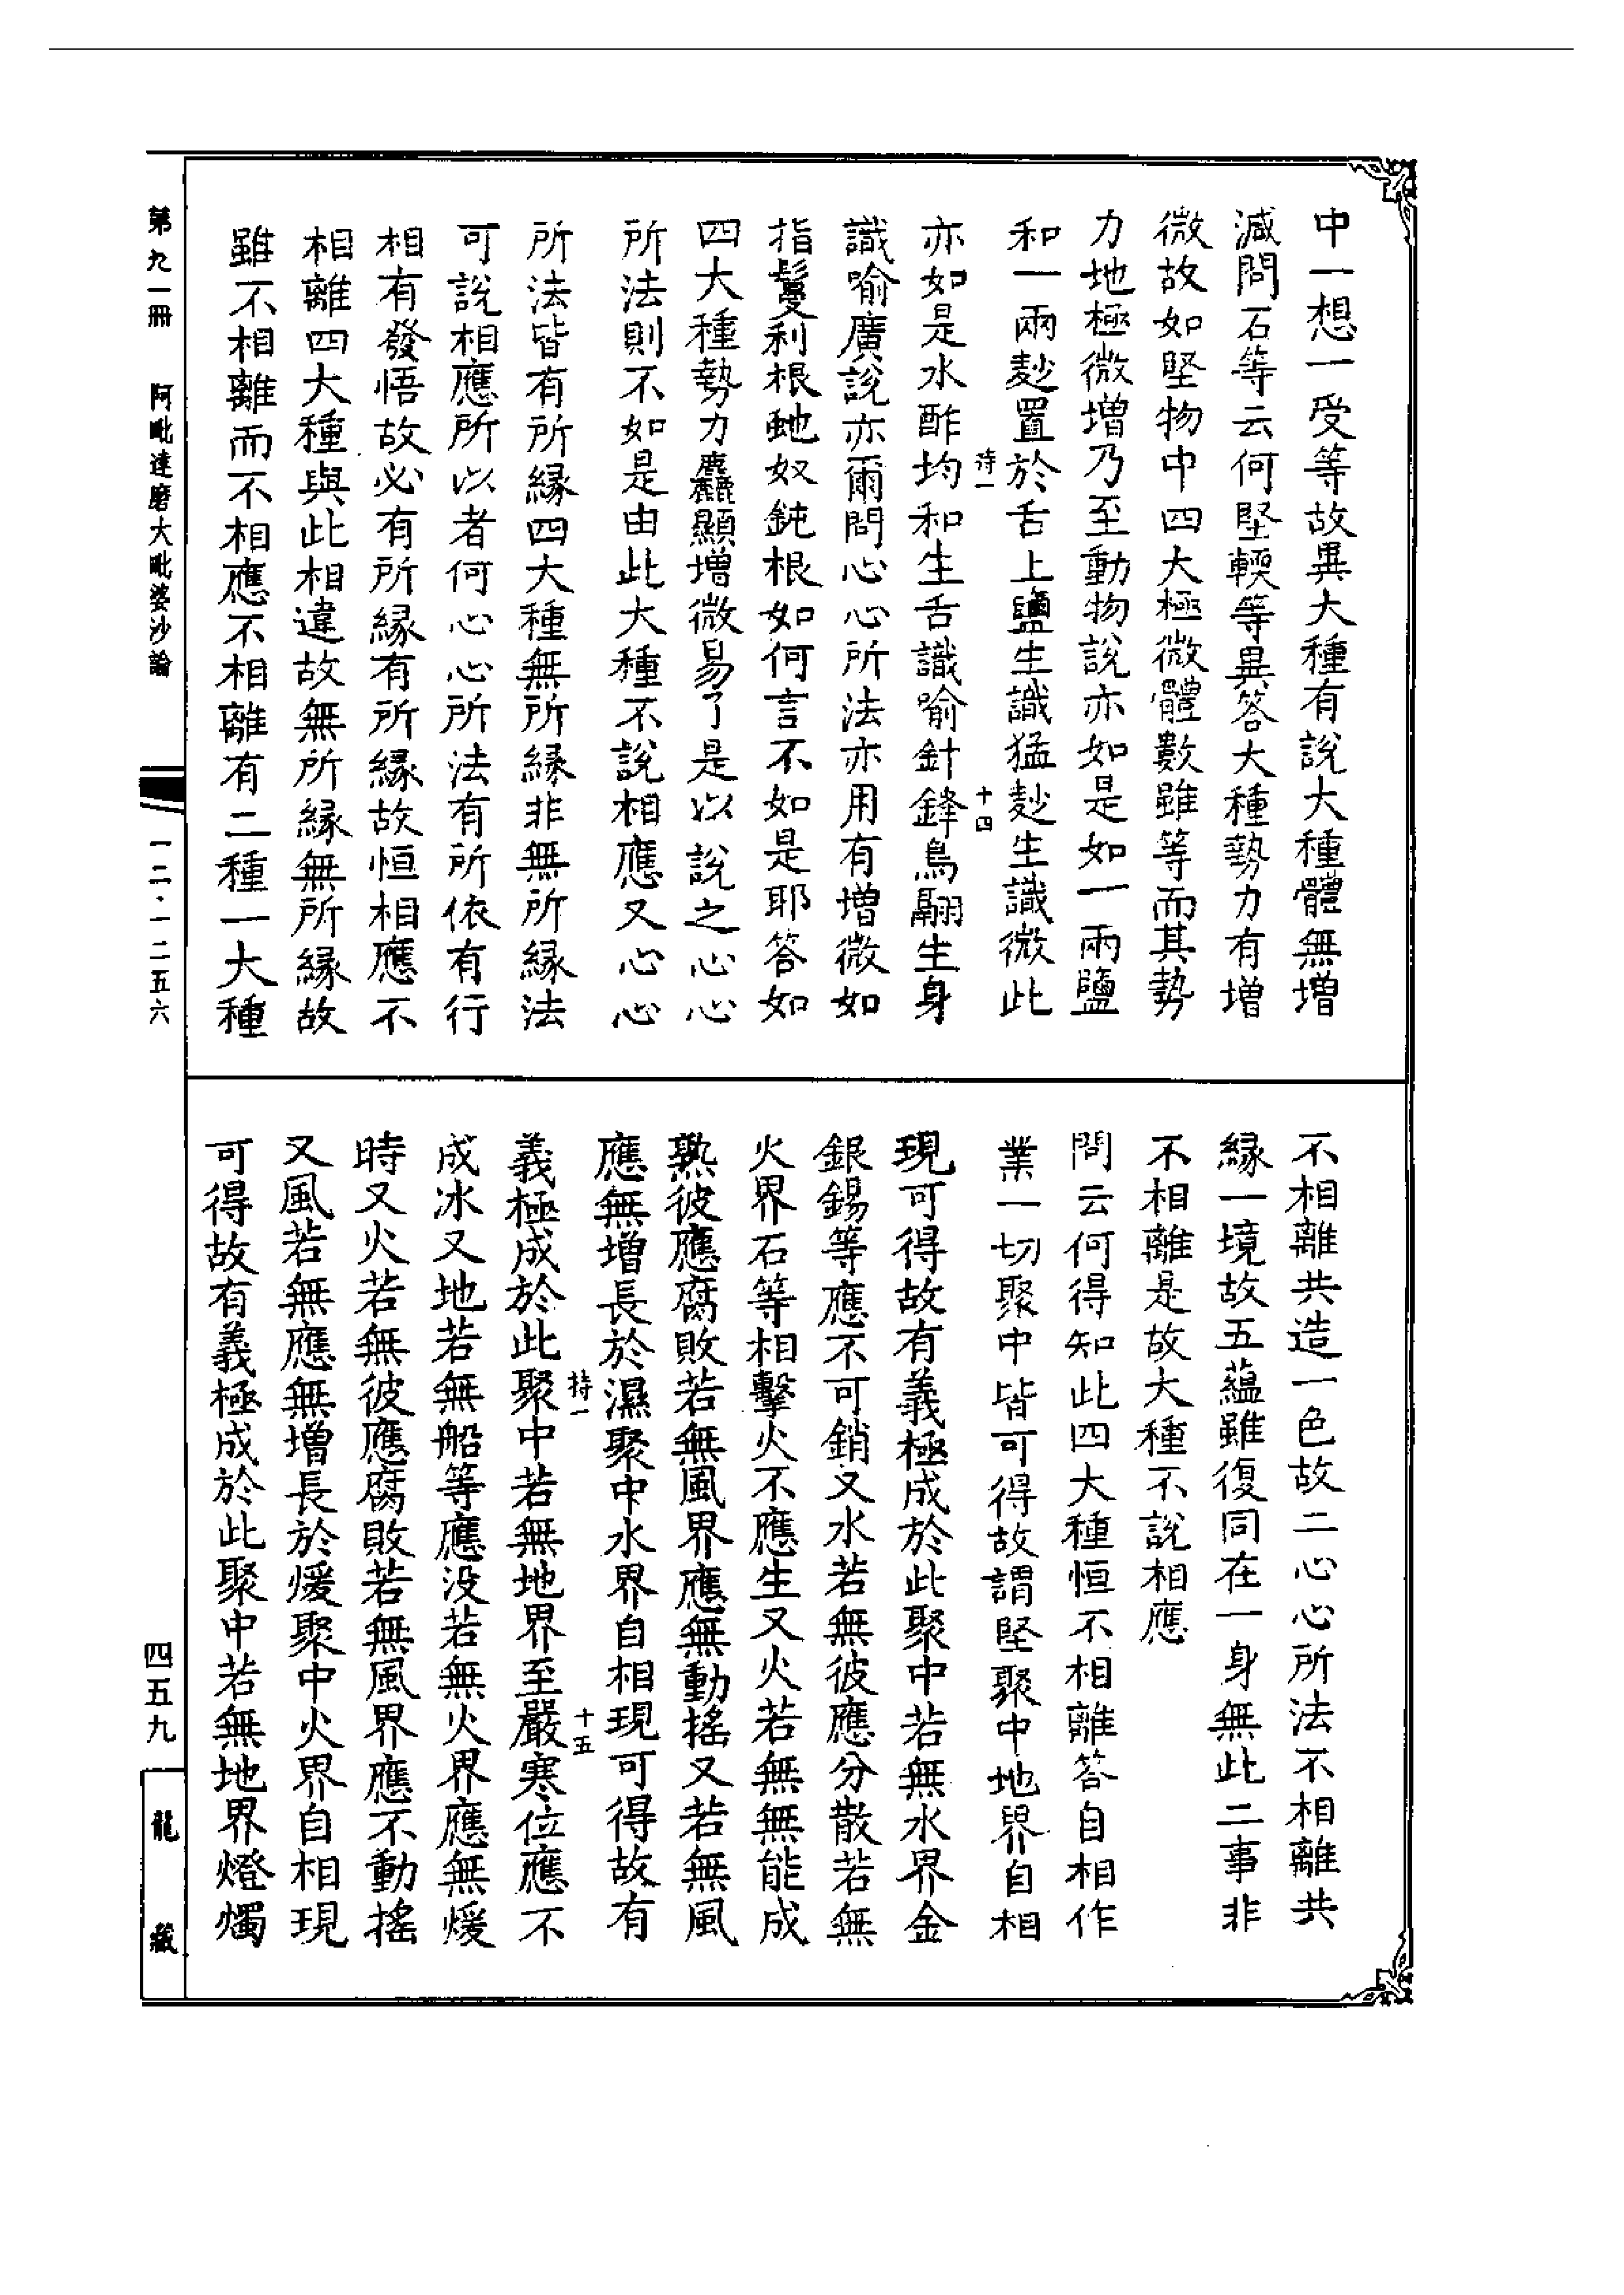 中一想一受等故異大種有說大種體無增
減問石等云何堅輭等異答大種勢力有增
微故如堅物中四大極微體數雖等而其勢
力地極微增乃至動物說亦如是如一兩鹽
和一兩麨置於舌上鹽生識猛麨生識微此
持一 十四
亦如是水酢均和生舌識喻針鋒鳥翮生身
識喻廣說亦爾問心心所法亦用有增微如
指鬘利根虵奴鈍根如何言不如是耶答如
四大種勢力麤顯增微易了是以說之心心
所法則不如是由此大種不說相應又心心
所法皆有所緣四大種無所緣非無所緣法
可說相應所以者何心心所法有所依有行
相有發悟故必有所緣有所緣故恒相應不
相離四大種與此相違故無所緣無所緣故
雖不相離而不相應不相離有二種一大種
不相離共造一色故二心心所法不相離共
緣一境故五蘊雖復同在一身無此二事非
不相離是故大種不說相應
問云何得知此四大種恒不相離答自相作
業一切聚中皆可得故謂堅聚中地界自相
現可得故有義極成於此聚中若無水界金
銀錫等應不可銷又水若無彼應分散若無
火界石等相擊火不應生又火若無無能成
熟彼應腐敗若無風界應無動搖又若無風
應無增長於濕聚中水界自相現可得故有
持一 十五
義極成於此聚中若無地界至嚴寒位應不
成冰又地若無船等應沒若無火界應無煖
時又火若無彼應腐敗若無風界應不動搖
又風若無應無增長於煖聚中火界自相現
可得故有義極成於此聚中若無地界燈燭
第九一冊 阿毗達磨大毗婆沙論 一二·一二五六
四五九 龍藏